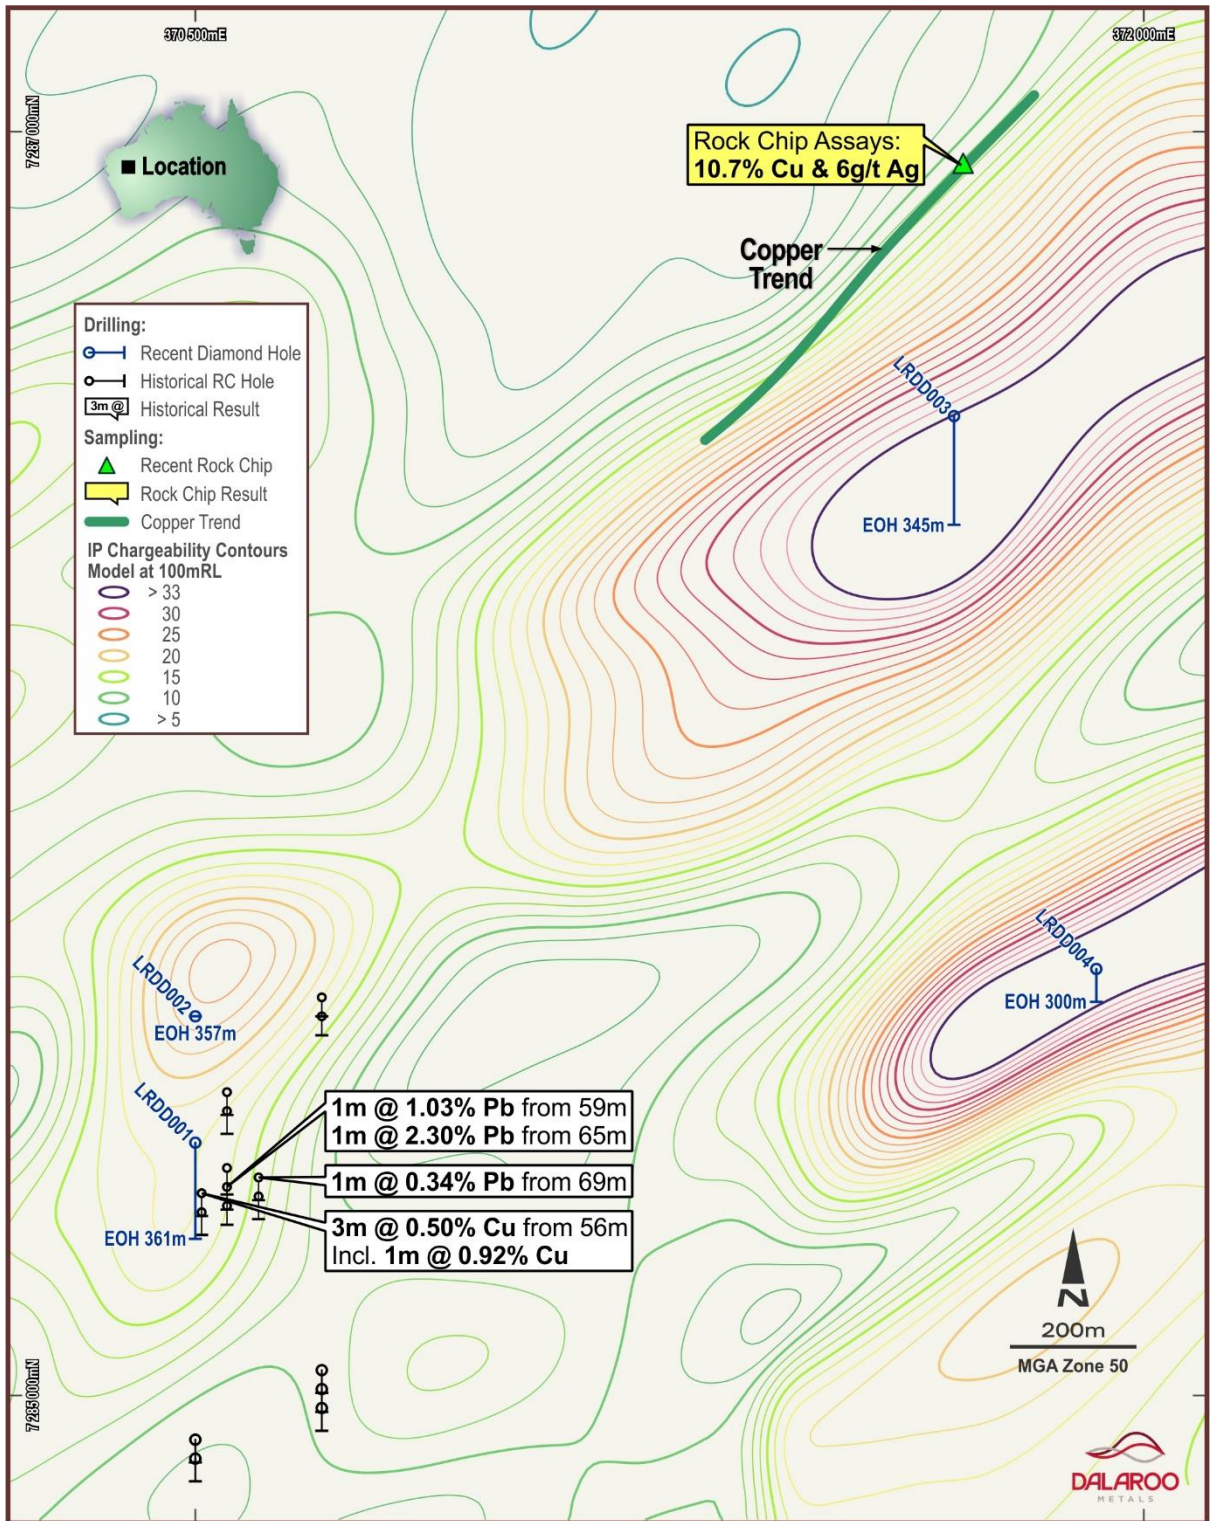 370 500mE
372 000mE
7 287 000mN
Location
Rock Chip Assays:
10.7% Cu & 6g/t Ag
Copper
Trend
Drilling:
Recent Diamond Hole
Historical RC Hole
3m @
Historical Result
Sampling:
Recent Rock Chip
Rock Chip Result
Copper Trend
IP Chargeability Contours
Model at 100mRL
> 33
30
25
20
15
10
> 5
LRDD003
EOH 345m
LRDD004
EOH 300m
LRDD002
EOH 357m
LRDD001
EOH 361m
1m @ 1.03% Pb from 59m
1m @ 2.30% Pb from 65m
1m @ 0.34% Pb from 69m
3m @ 0.50% Cu from 56m
Incl. 1m @ 0.92% Cu
N
200m
MGA Zone 50
7 285 000mN
DALAROO
METALS